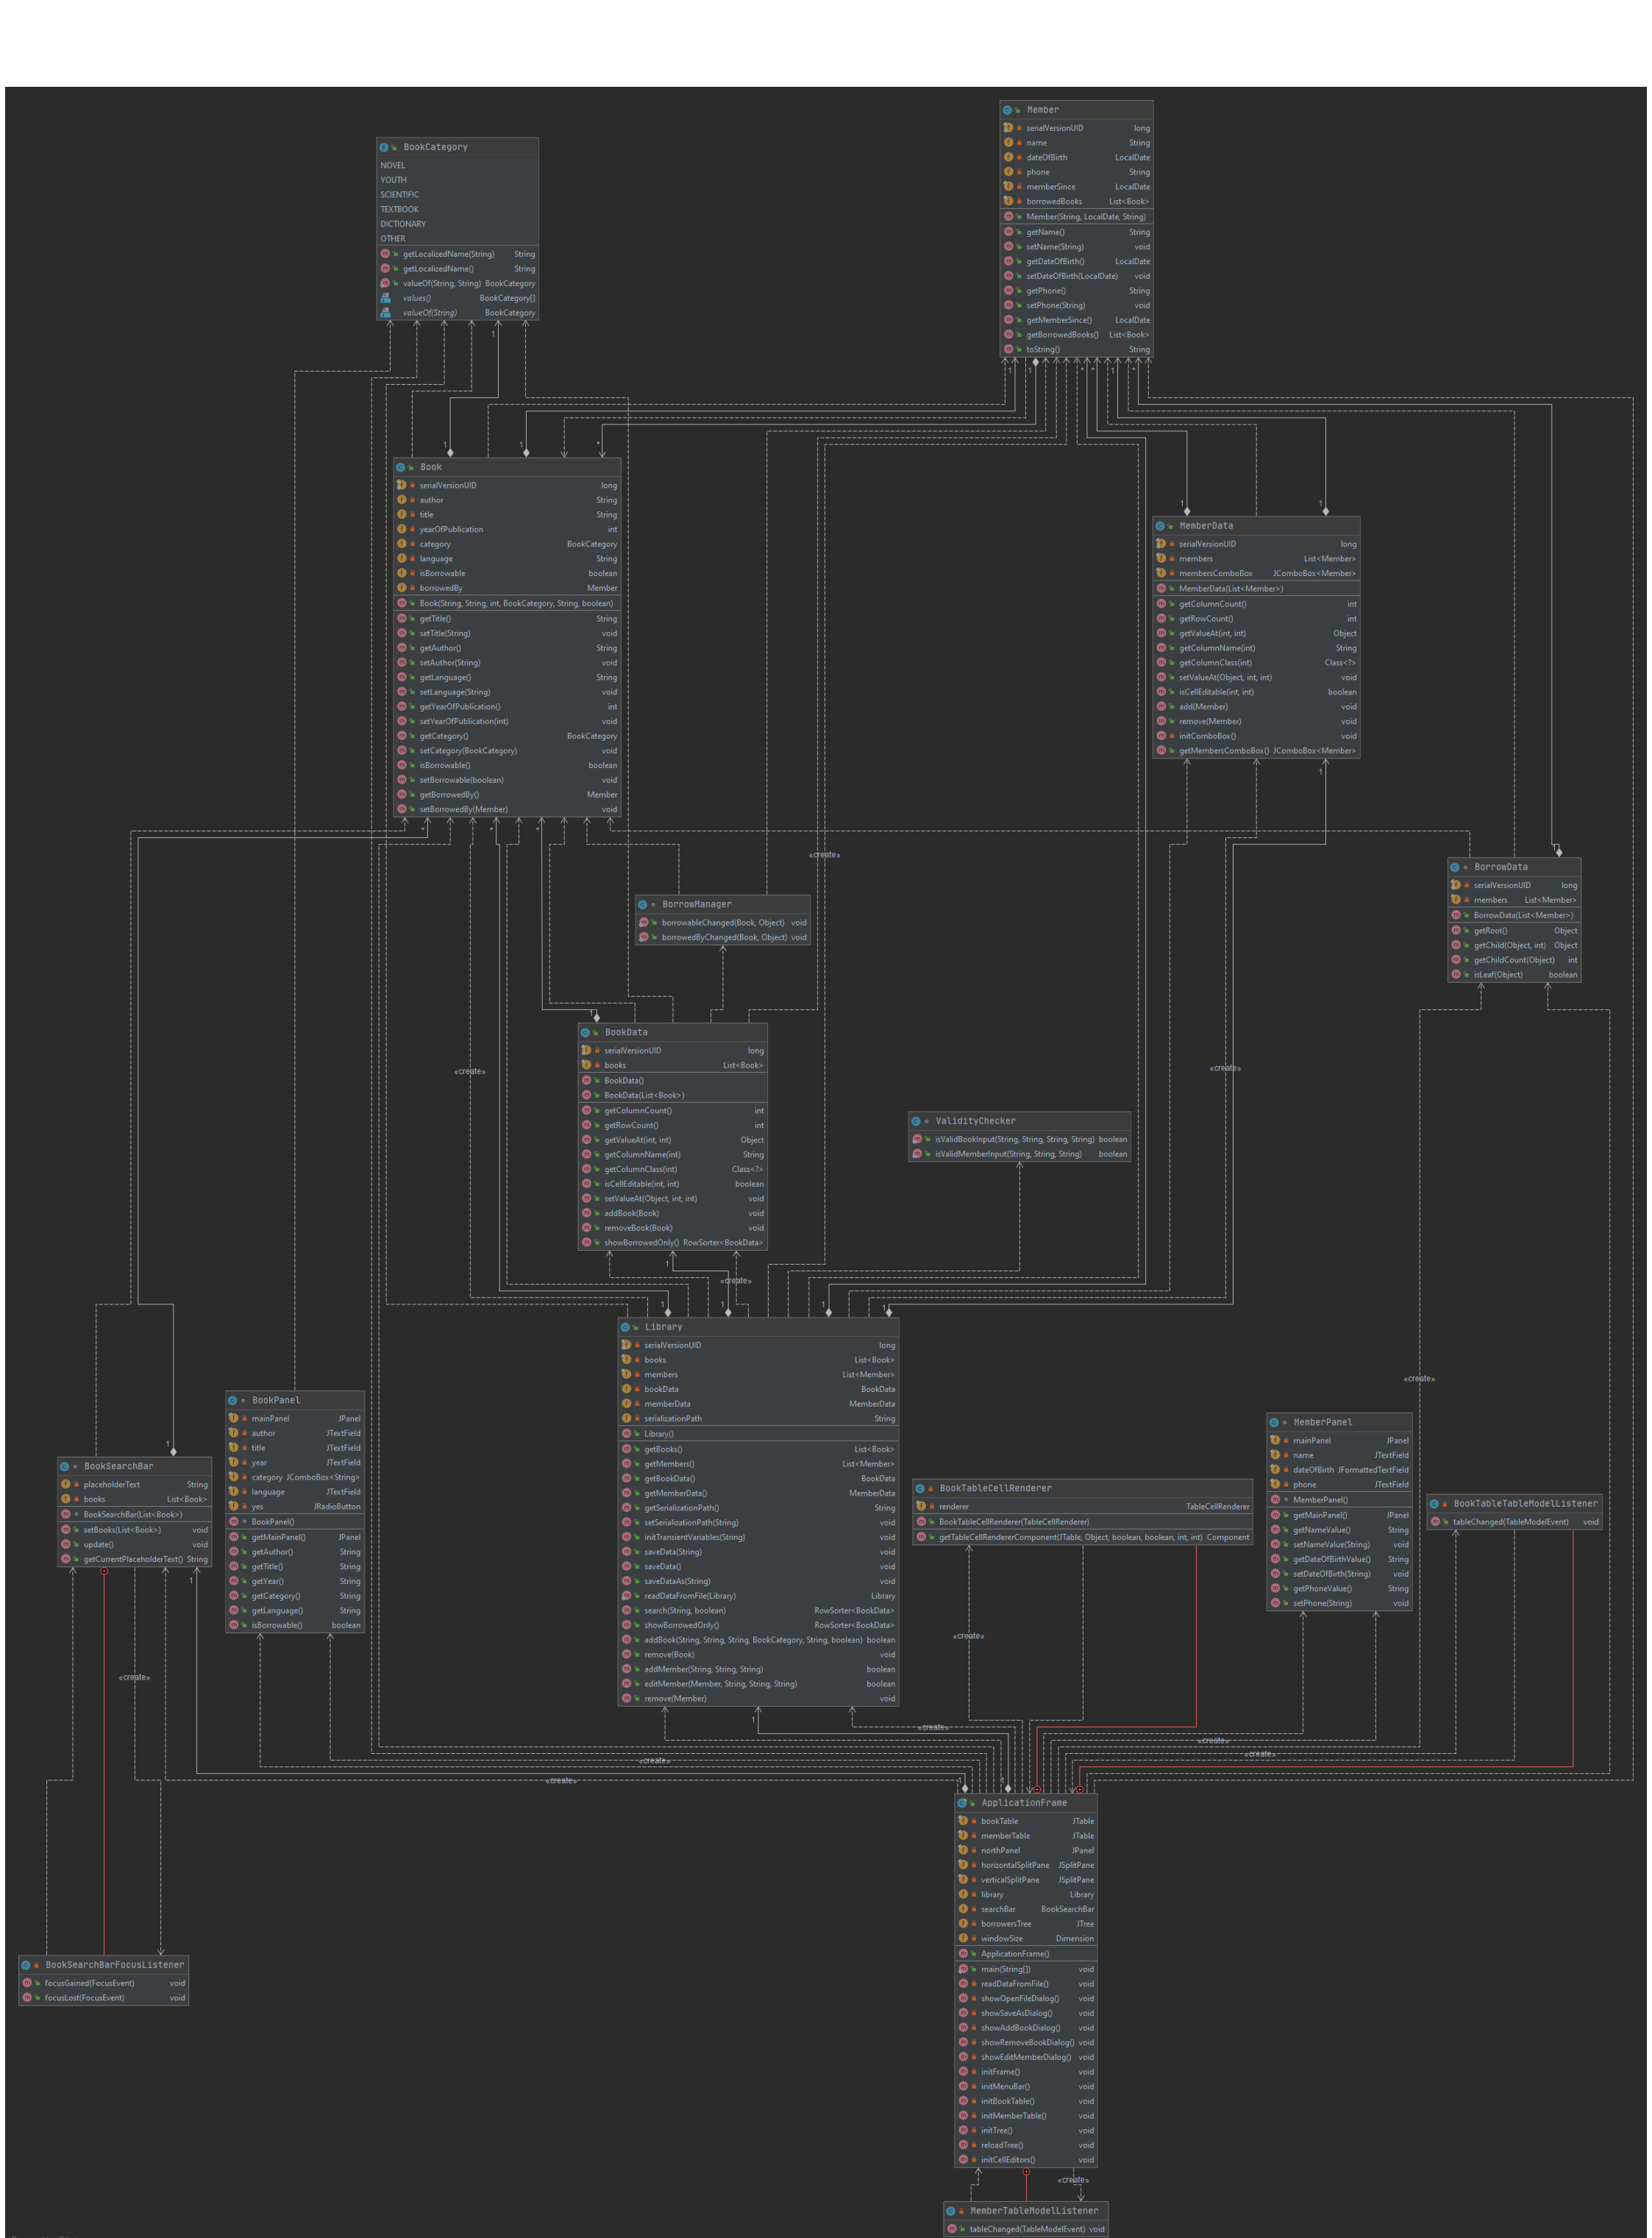 Member
serialVersionUID long
name String
dateOfBirth LocalDate
phone String
memberSince LocalDate
borrowedBooks List<Book>
Member(String, LocalDate, String)
getName() String
setName(String) void
getDateOfBirth() LocalDate
setDateOfBirth(LocalDate) void
getPhone() String
setPhone(String) void
getMemberSince() LocalDate
getBorrowedBooks() List<Book>
toString() String
BookCategory
NOVEL
YOUTH
SCIENTIFIC
TEXTBOOK
DICTIONARY
OTHER
getLocalizedName(String) String
getLocalizedName() String
valueOf(String, String) BookCategory
values() BookCategory[]
valueOf(String) BookCategory
1
1
1
*
*
1
*
1
1
*
1
1
Book
serialVersionUID long
author String
title String
yearOfPublication int
category BookCategory
language String
isBorrowable boolean
borrowedBy Member
Book(String, String, int, BookCategory, String, boolean)
getTitle() String
setTitle(String) void
getAuthor() String
setAuthor(String) void
getLanguage() String
setLanguage(String) void
getYearOfPublication() int
setYearOfPublication(int) void
getCategory() BookCategory
setCategory(BookCategory) void
isBorrowable() boolean
setBorrowable(boolean) void
getBorrowedBy() Member
setBorrowedBy(Member) void
MemberData
serialVersionUID long
members List<Member>
membersComboBox JComboBox<Member>
MemberData(List<Member>)
getColumnCount() int
getRowCount() int
getValueAt(int, int) Object
getColumnName(int) String
getColumnClass(int) Class<?>
setValueAt(Object, int, int) void
isCellEditable(int, int) boolean
add(Member) void
remove(Member) void
initComboBox() void
getMembersComboBox() JComboBox<Member>
1
*
*
*
«create»
1
BorrowData
serialVersionUID long
members List<Member>
BorrowData(List<Member>)
getRoot() Object
getChild(Object, int) Object
getChildCount(Object) int
isLeaf(Object) boolean
BorrowManager
borrowableChanged(Book, Object) void
borrowedByChanged(Book, Object) void
1
BookData
serialVersionUID long
books List<Book>
BookData()
BookData(List<Book>)
getColumnCount() int
getRowCount() int
getValueAt(int, int) Object
getColumnName(int) String
getColumnClass(int) Class<?>
isCellEditable(int, int) boolean
setValueAt(Object, int, int) void
addBook(Book) void
removeBook(Book) void
showBorrowedOnly() RowSorter<BookData>
«create»
«create»
ValidityChecker
isValidBookInput(String, String, String, String) boolean
isValidMemberInput(String, String, String) boolean
1
«create»
1
1
1
1
Library
serialVersionUID long
books List<Book>
members List<Member>
bookData BookData
memberData MemberData
serializationPath String
Library()
getBooks() List<Book>
getMembers() List<Member>
getBookData() BookData
getMemberData() MemberData
getSerializationPath() String
setSerializationPath(String) void
initTransientVariables(String) void
saveData(String) void
saveData() void
saveDataAs(String) void
readDataFromFile(Library) Library
search(String, boolean) RowSorter<BookData>
showBorrowedOnly() RowSorter<BookData>
addBook(String, String, String, BookCategory, String, boolean) boolean
remove(Book) void
addMember(String, String, String) boolean
editMember(Member, String, String, String) boolean
remove(Member) void
«create»
BookPanel
mainPanel JPanel
author JTextField
title JTextField
year JTextField
category JComboBox<String>
language JTextField
yes JRadioButton
BookPanel()
getMainPanel() JPanel
getAuthor() String
getTitle() String
getYear() String
getCategory() String
getLanguage() String
isBorrowable() boolean
1
BookSearchBar
placeholderText String
books List<Book>
BookSearchBar(List<Book>)
setBooks(List<Book>) void
update() void
getCurrentPlaceholderText() String
MemberPanel
mainPanel JPanel
name JTextField
dateOfBirth JFormattedTextField
phone JTextField
MemberPanel()
getMainPanel() JPanel
getNameValue() String
setNameValue(String) void
getDateOfBirthValue() String
setDateOfBirth(String) void
getPhoneValue() String
setPhone(String) void
BookTableCellRenderer
renderer TableCellRenderer
BookTableCellRenderer(TableCellRenderer)
getTableCellRendererComponent(JTable, Object, boolean, boolean, int, int) Component
BookTableTableModelListener
tableChanged(TableModelEvent) void
1
«create»
«create»
1
«create»
«create»
«create»
«create»
«create»
1
1
ApplicationFrame
bookTable JTable
memberTable JTable
northPanel JPanel
horizontalSplitPane JSplitPane
verticalSplitPane JSplitPane
library Library
searchBar BookSearchBar
borrowersTree JTree
windowSize Dimension
ApplicationFrame()
main(String[]) void
readDataFromFile() void
showOpenFileDialog() void
showSaveAsDialog() void
showAddBookDialog() void
showRemoveBookDialog() void
showEditMemberDialog() void
initFrame() void
initMenuBar() void
initBookTable() void
initMemberTable() void
initTree() void
reloadTree() void
initCellEditors() void
BookSearchBarFocusListener
focusGained(FocusEvent) void
focusLost(FocusEvent) void
«create»
MemberTableModelListener
tableChanged(TableModelEvent) void